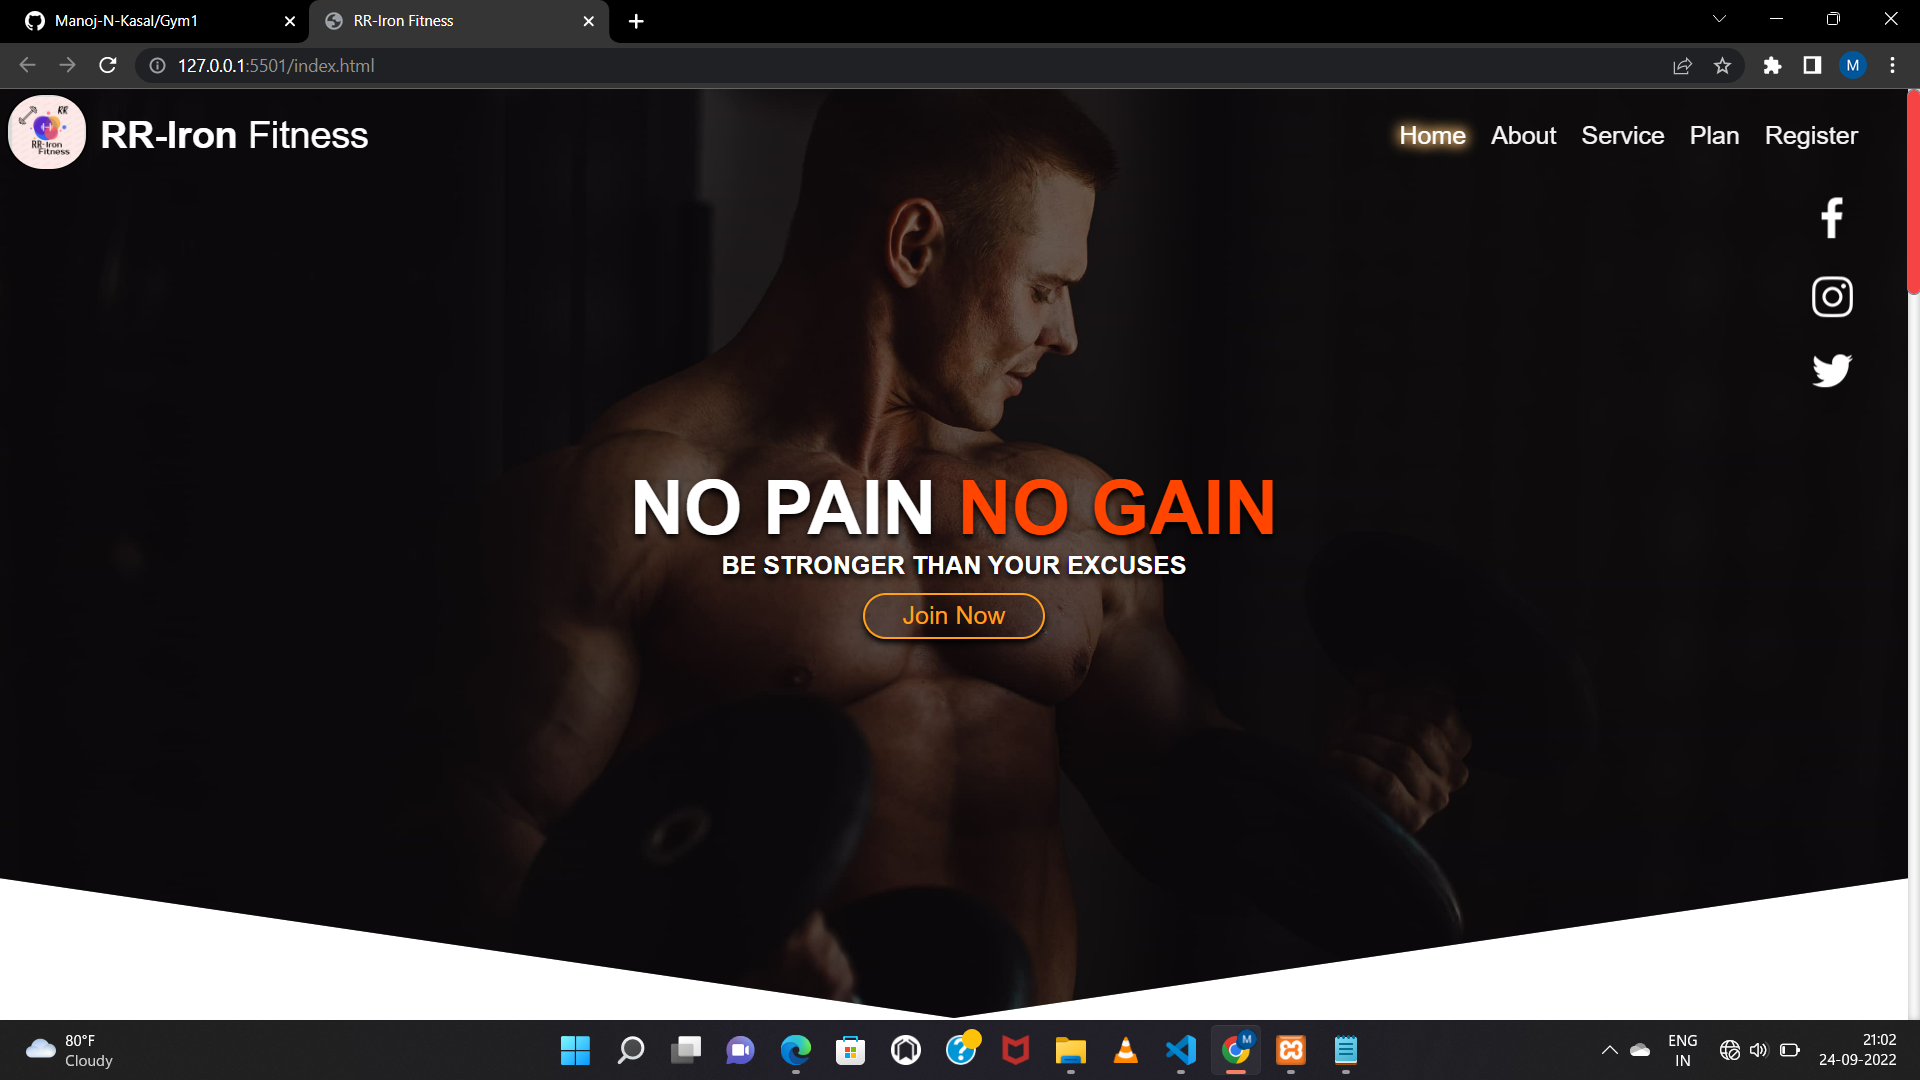 Manoj-N-Kasal/Gym1
RR-Iron Fitness
127.0.0.1:5501/index.html
M
RR
RR-Iron
Fitness
RR-Iron Fitness
Home About Service Plan Register
NO PAIN NO GAIN
BE STRONGER THAN YOUR EXCUSES
Join Now
80°F
Cloudy
M
ENG
IN
21:02
24-09-2022